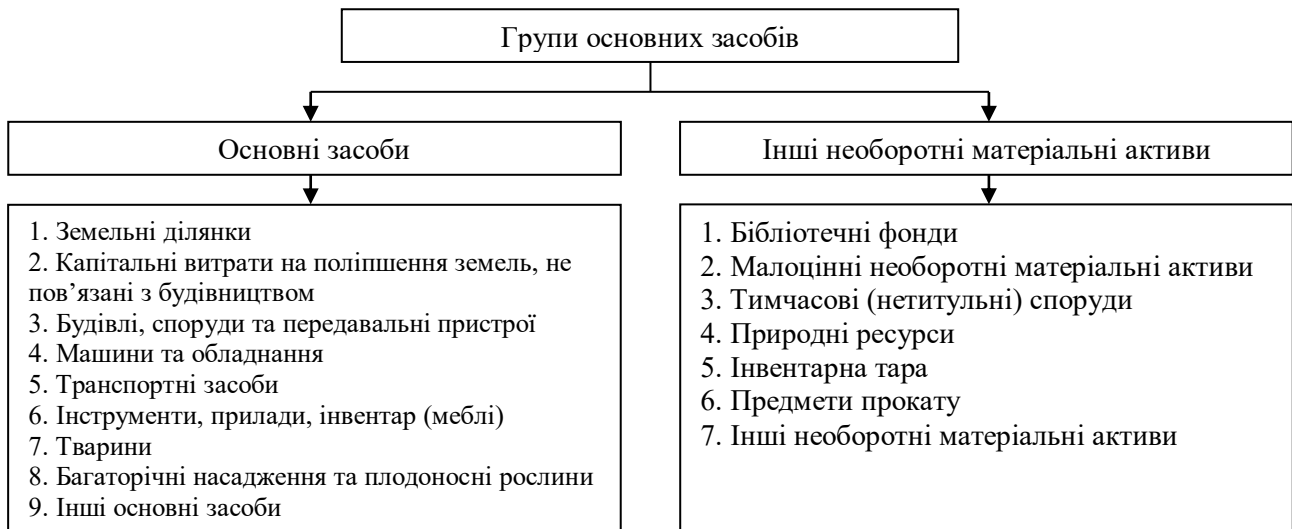 Групи основних засобів
Основні засоби
Інші необоротні матеріальні активи
1. Земельні ділянки
2. Капітальні витрати на поліпшення земель, не
пов’язані з будівництвом
3. Будівлі, споруди та передавальні пристрої
4. Машини та обладнання
5. Транспортні засоби
6. Інструменти, прилади, інвентар (меблі)
7. Тварини
8. Багаторічні насадження та плодоносні рослини
9. Інші основні засоби
1. Бібліотечні фонди
2. Малоцінні необоротні матеріальні активи
3. Тимчасові (нетитульні) споруди
4. Природні ресурси
5. Інвентарна тара
6. Предмети прокату
7. Інші необоротні матеріальні активи